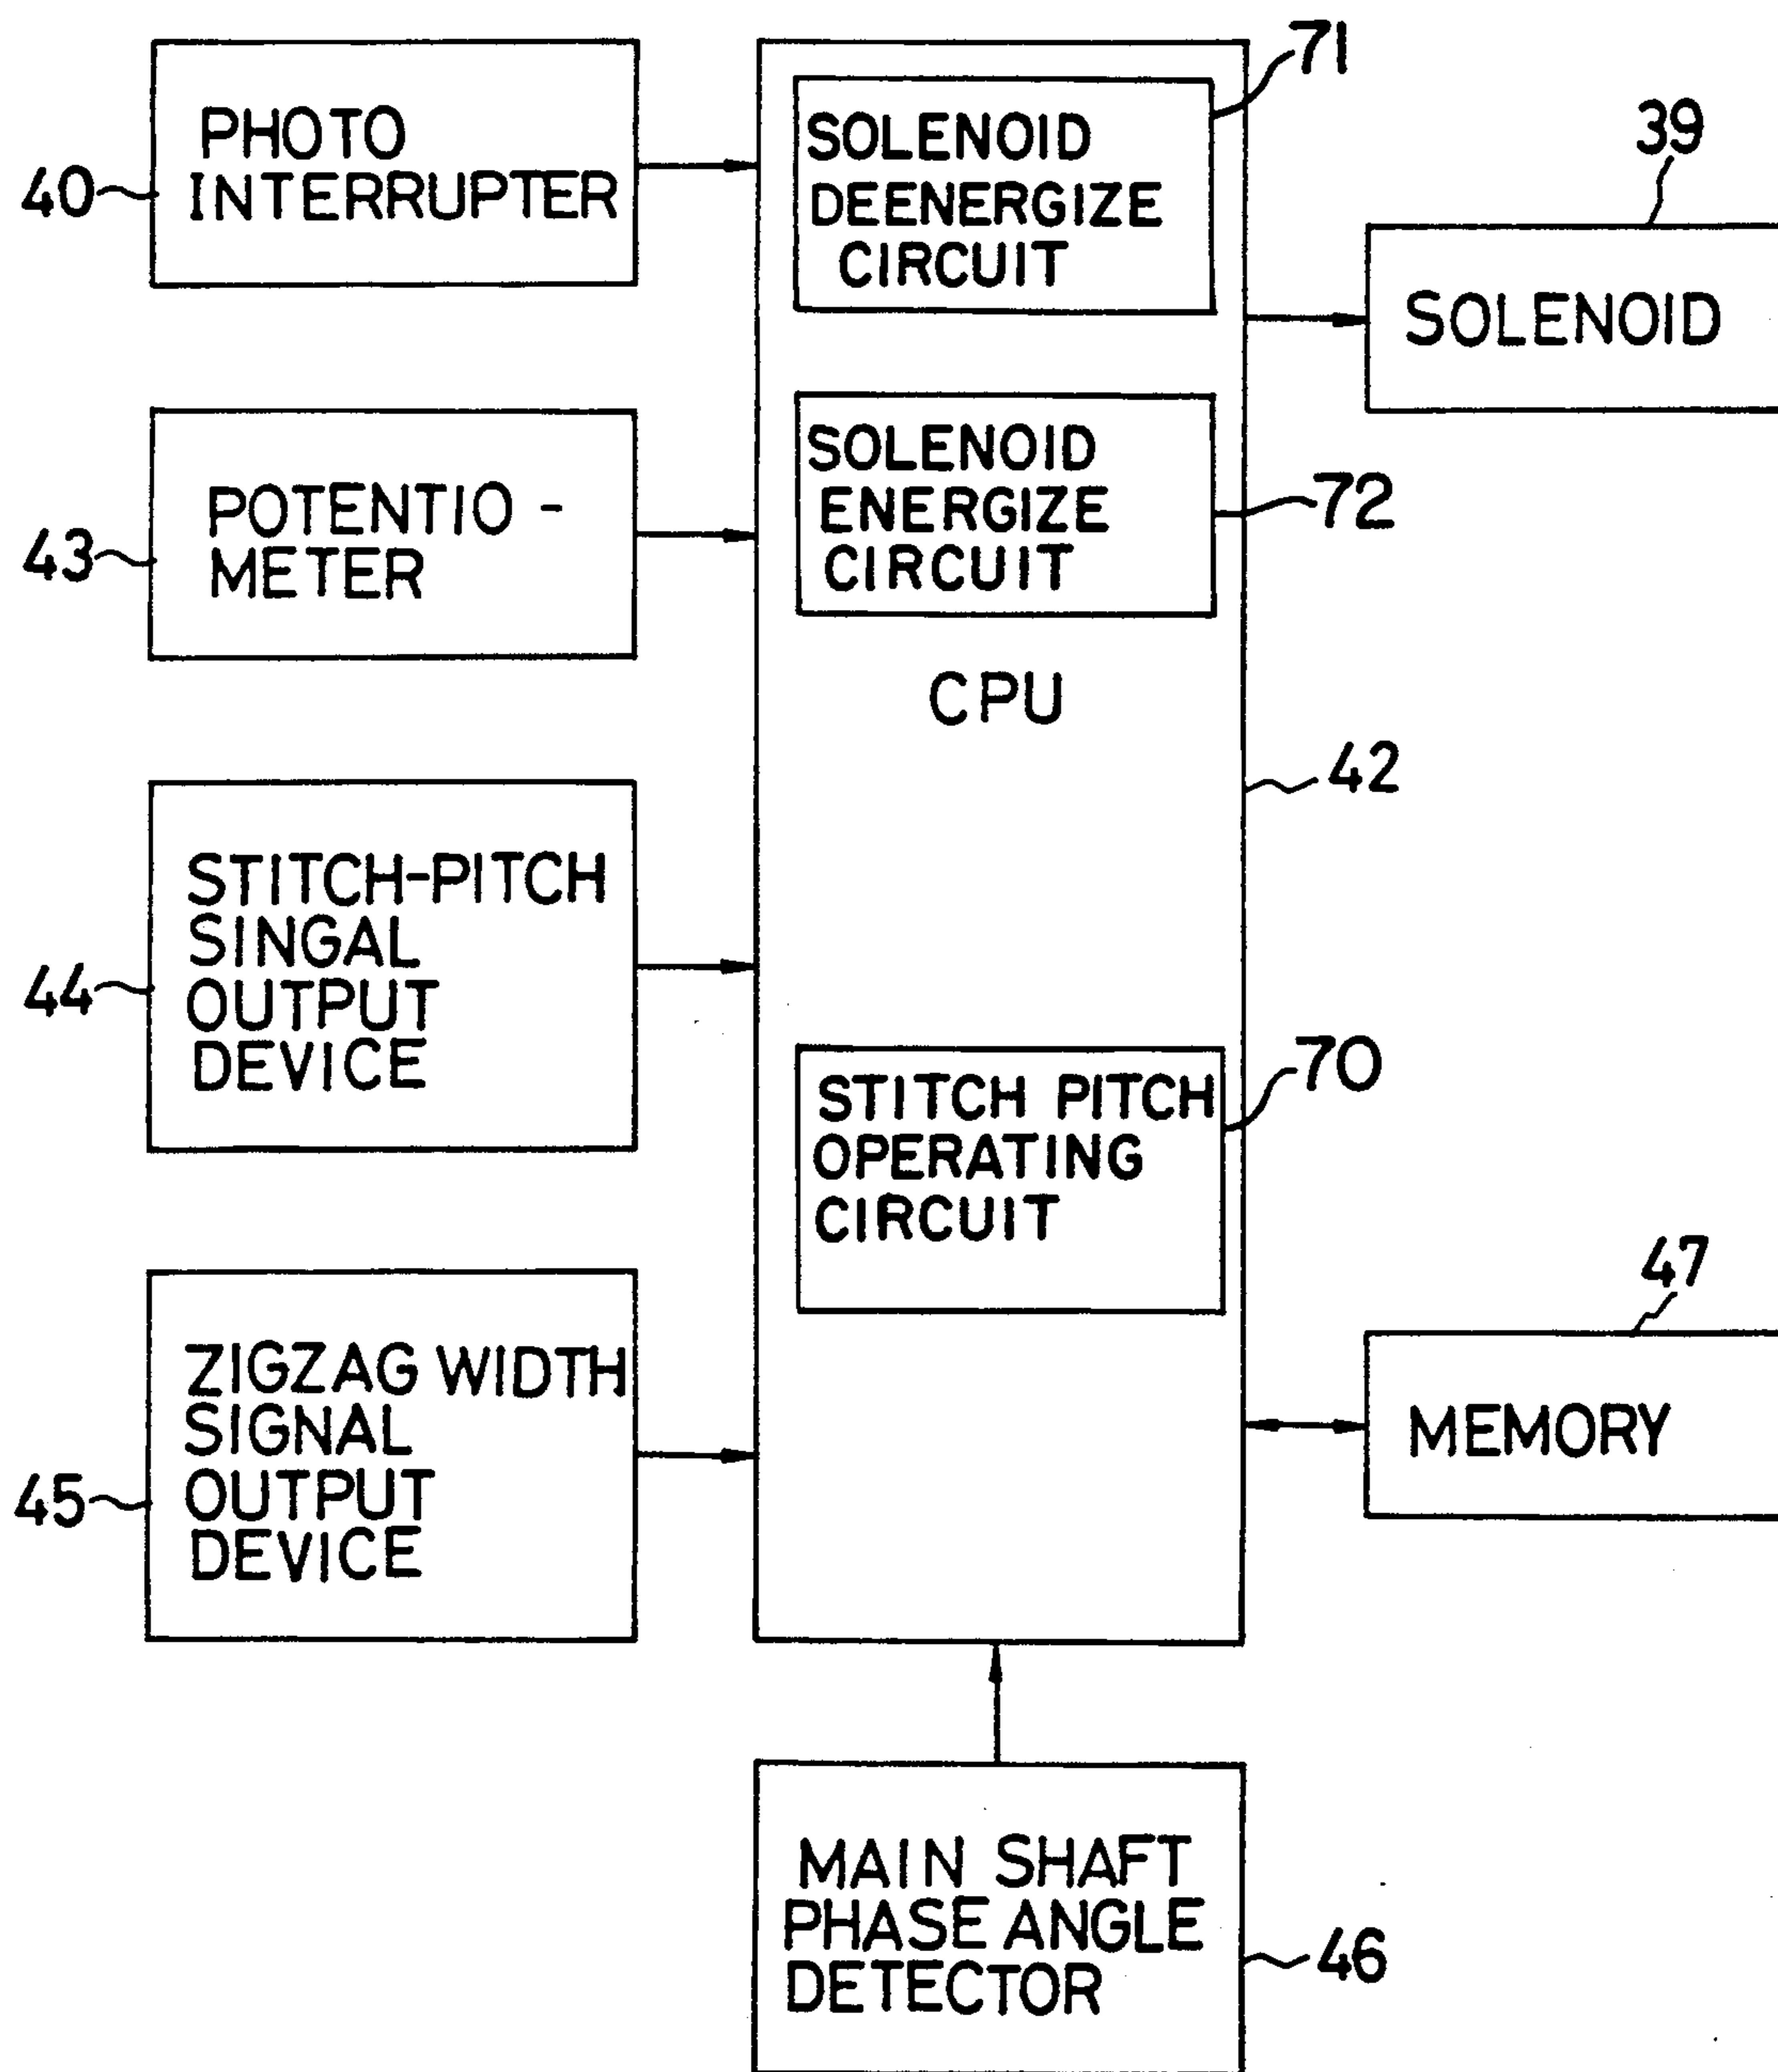 40
PHOTO
INTERRUPTER
43
POTENTIO-
METER
44
STITCH-PITCH
SINGAL
OUTPUT
DEVICE
45
ZIGZAG WIDTH
SIGNAL
OUTPUT
DEVICE
71
SOLENOID
DEENERGIZE
CIRCUIT
72
SOLENOID
ENERGIZE
CIRCUIT
CPU
42
70
STITCH PITCH
OPERATING
CIRCUIT
39
SOLENOID
47
MEMORY
MAIN SHAFT
PHASE ANGLE
DETECTOR
46